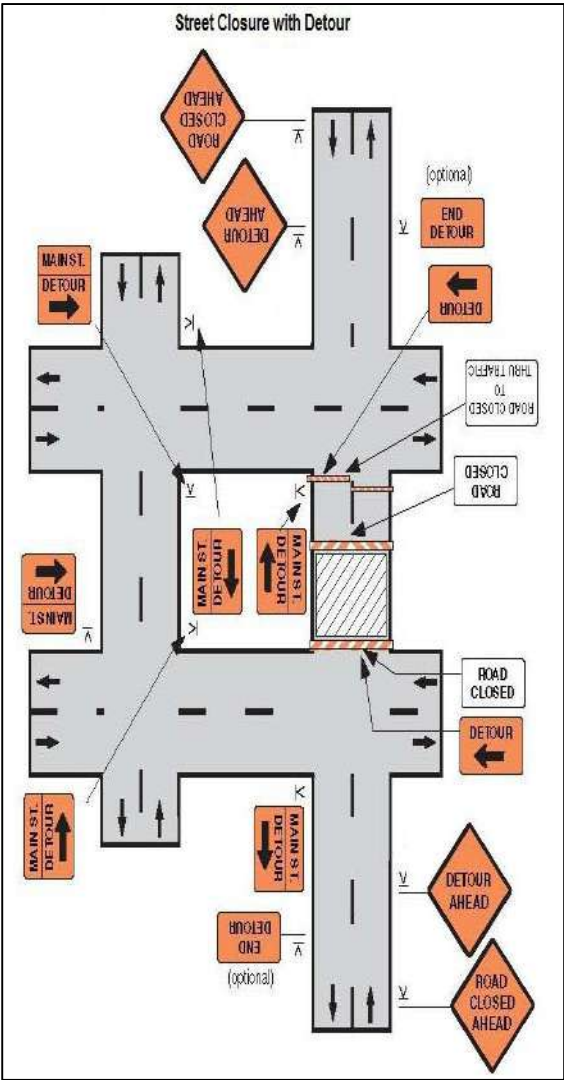 Street Closure with Detour
ROAD
CLOSED
AHEAD
DETOUR
AHEAD
(optional)
END
DETOUR
DETOUR
MAIN ST.
DETOUR
ROAD CLOSED
TO
THRU TRAFFIC
ROAD
CLOSED
MAIN ST.
DETOUR
MAIN ST.
DETOUR
MAIN ST.
DETOUR
ROAD
CLOSED
DETOUR
MAIN ST.
DETOUR
MAIN ST.
DETOUR
DETOUR
AHEAD
END
DETOUR
(optional)
ROAD
CLOSED
AHEAD